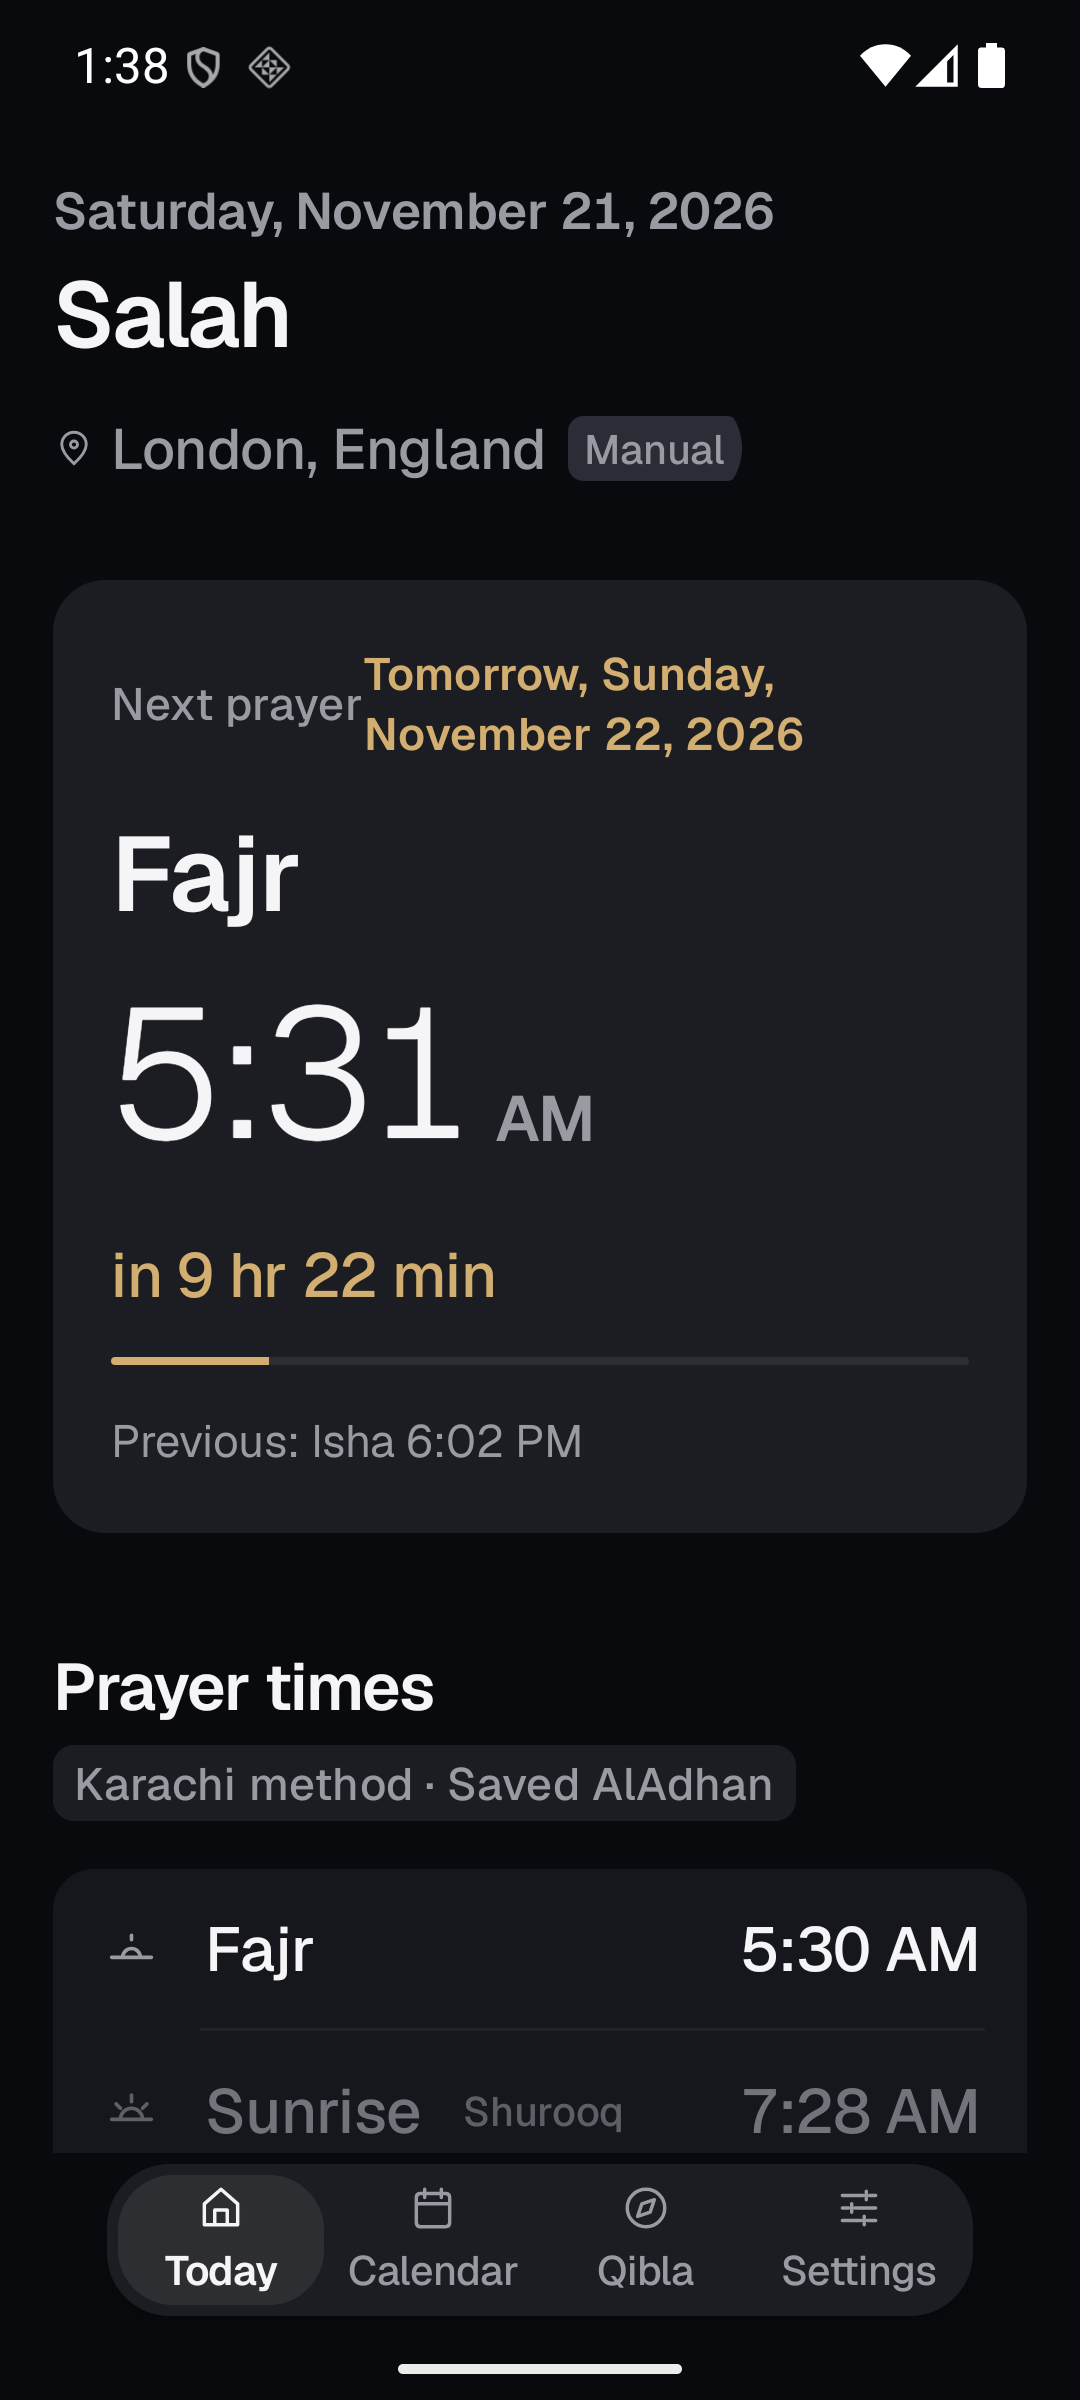 1:38
Saturday, November 21, 2026
Salah
London, England Manual
Next prayer
Tomorrow, Sunday,
November 22, 2026
Fajr
5:31 AM
in 9 hr 22 min
Previous: Isha 6:02 PM
Prayer times
Karachi method · Saved AlAdhan
Fajr 5:30 AM
Sunrise Shurooq 7:28 AM
Today Calendar Qibla Settings